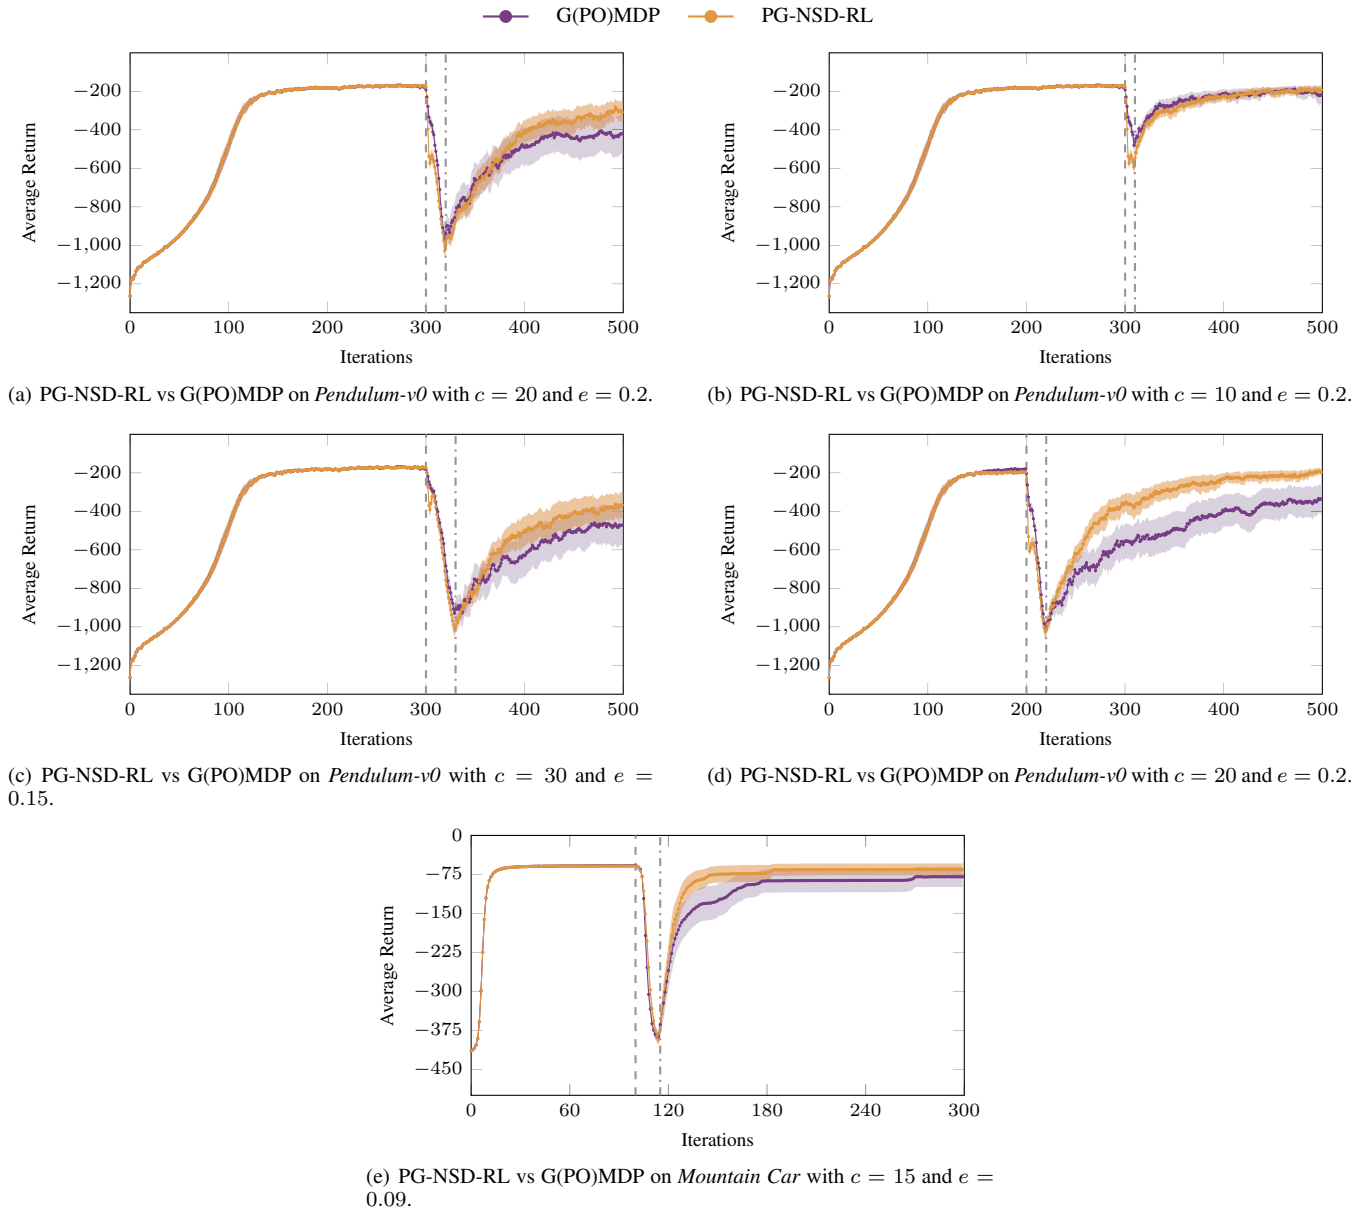 G(PO)MDP PG-NSD-RL
−200
−400
−600
−800
−1,000
−1,200
0 100 200 300 400 500
Average Return
Iterations
(a) PG-NSD-RL vs G(PO)MDP on Pendulum-v0 with c = 20 and e = 0.2.
−200
−400
−600
−800
−1,000
−1,200
0 100 200 300 400 500
Average Return
Iterations
(b) PG-NSD-RL vs G(PO)MDP on Pendulum-v0 with c = 10 and e = 0.2.
−200
−400
−600
−800
−1,000
−1,200
0 100 200 300 400 500
Average Return
Iterations
(c) PG-NSD-RL vs G(PO)MDP on Pendulum-v0 with c = 30 and e =
0.15.
−200
−400
−600
−800
−1,000
−1,200
0 100 200 300 400 500
Average Return
Iterations
(d) PG-NSD-RL vs G(PO)MDP on Pendulum-v0 with c = 20 and e = 0.2.
0
−75
−150
−225
−300
−375
−450
0 60 120 180 240 300
Average Return
Iterations
(e) PG-NSD-RL vs G(PO)MDP on Mountain Car with c = 15 and e =
0.09.